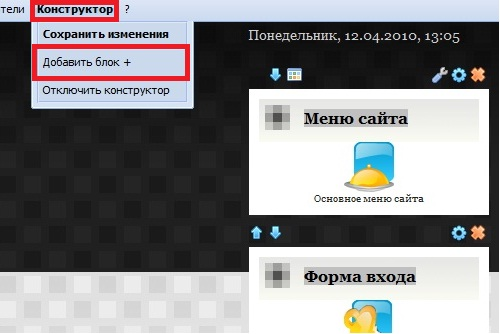 тели Конструктор ?
Сохранить изменения
Добавить блок +
Отключить конструктор
Понедельник, 12.04.2010, 13:05
Меню сайта
Основное меню сайта
Форма входа